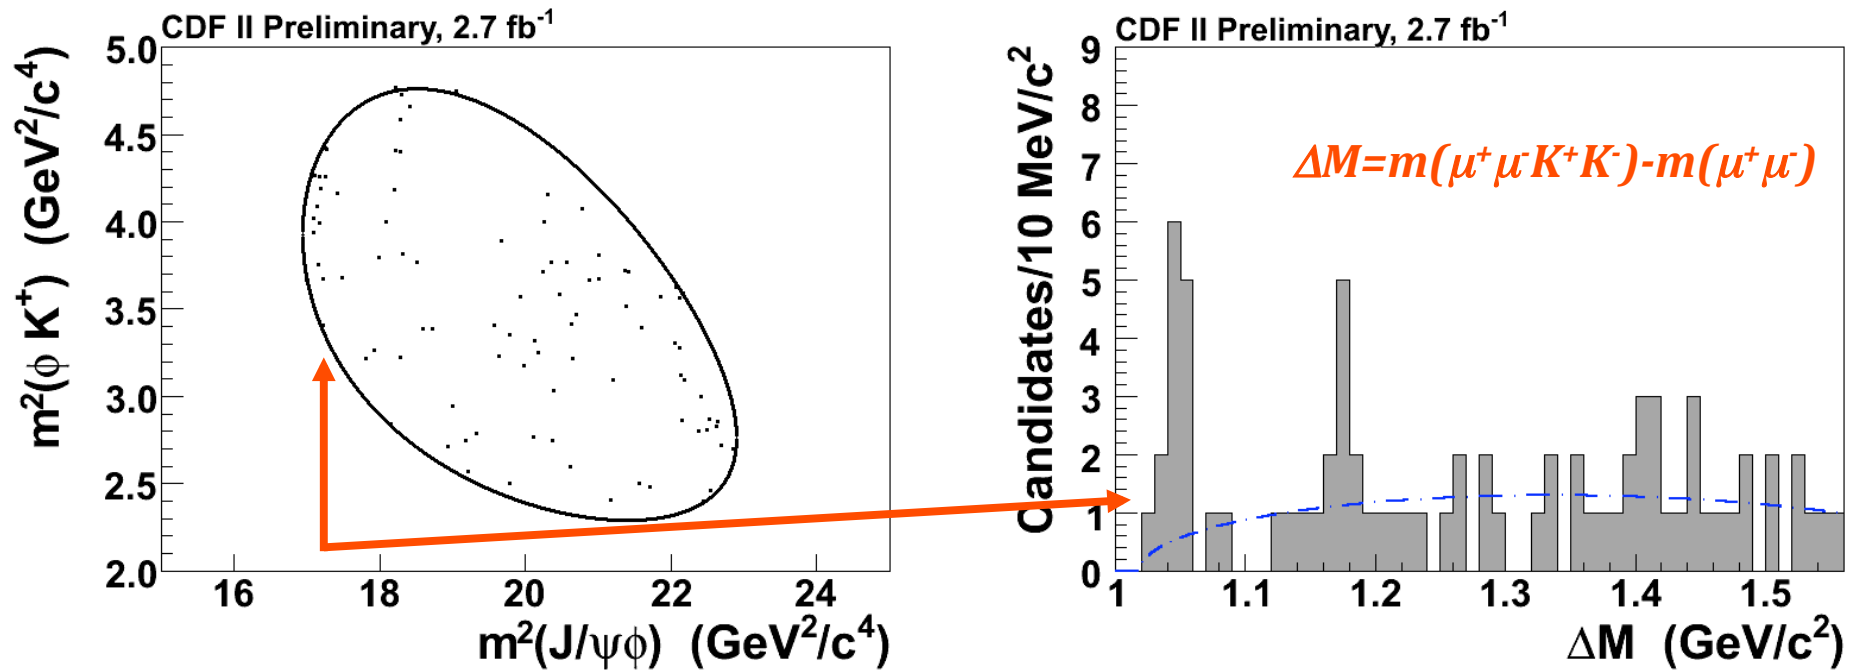 CDF II Preliminary, 2.7 fb⁻¹
m²(ϕ K⁺) (GeV²/c⁴)
5.0
4.5
4.0
3.5
3.0
2.5
2.0
16 18 20 22 24
m²(J/ψϕ) (GeV²/c⁴)
CDF II Preliminary, 2.7 fb⁻¹
Candidates/10 MeV/c²
9
8
7
6
5
4
3
2
1
0
ΔM=m(μ⁺μ⁻K⁺K⁻)-m(μ⁺μ⁻)
1 1.1 1.2 1.3 1.4 1.5
ΔM (GeV/c²)